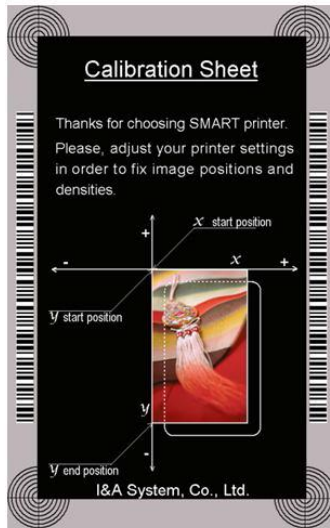 Calibration Sheet
Thanks for choosing SMART printer.
Please, adjust your printer settings
in order to fix image positions and
densities.
x start position
+
- x +
y start position
y
y end position
-
I&A System, Co., Ltd.